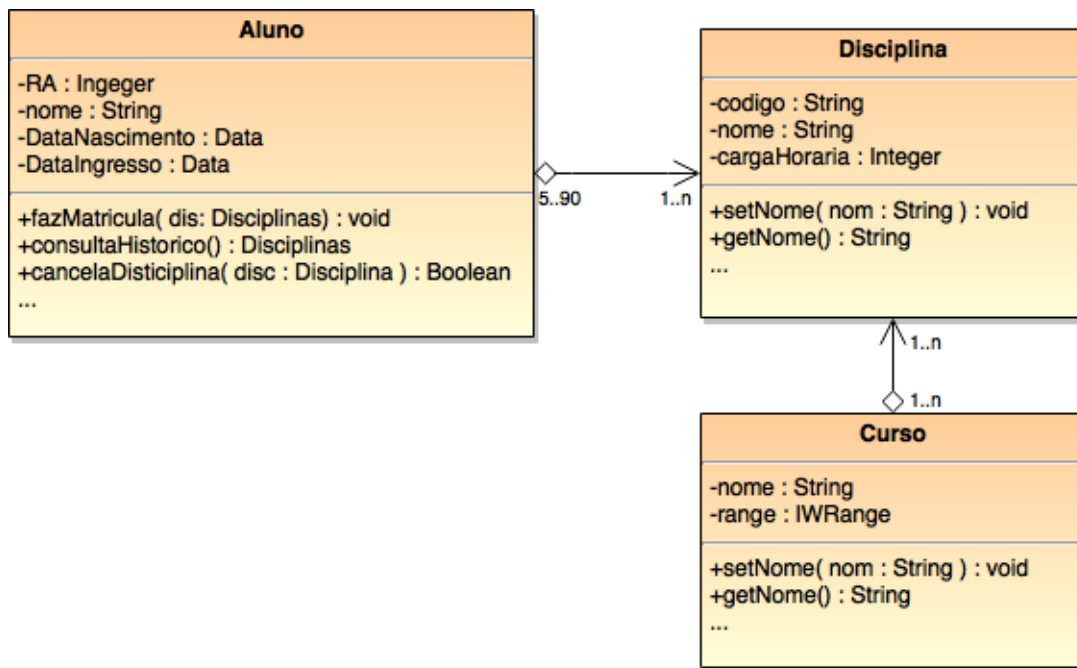 Aluno
-RA : Ingeger
-nome : String
-DataNascimento : Data
-DataIngresso : Data
+fazMatricula( dis: Disciplinas) : void
+consultaHistorico() : Disciplinas
+cancelaDisticiplina( disc : Disciplina ) : Boolean
...
5..90
1..n
Disciplina
-codigo : String
-nome : String
-cargaHoraria : Integer
+setNome( nom : String ) : void
+getNome() : String
...
1..n
1..n
Curso
-nome : String
-range : IWRange
+setNome( nom : String ) : void
+getNome() : String
...